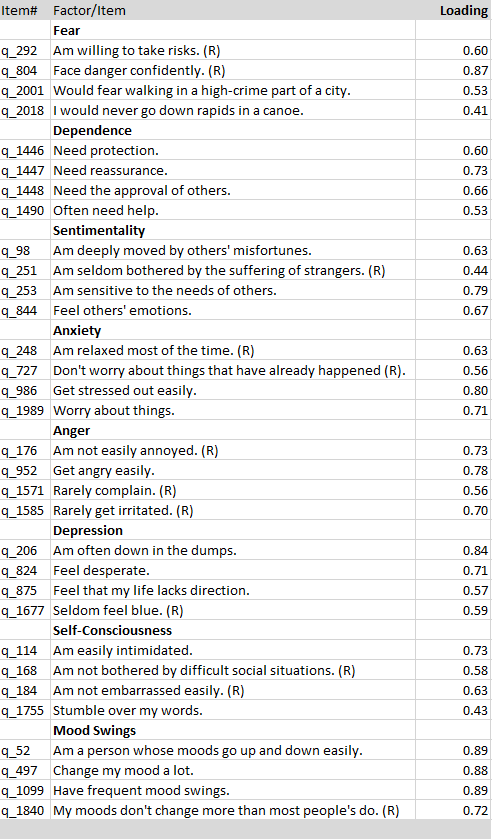 Item# Factor/Item Loading
Fear
q_292 Am willing to take risks. (R) 0.60
q_804 Face danger confidently. (R) 0.87
q_2001 Would fear walking in a high-crime part of a city. 0.53
q_2018 I would never go down rapids in a canoe. 0.41
Dependence
q_1446 Need protection. 0.60
q_1447 Need reassurance. 0.73
q_1448 Need the approval of others. 0.66
q_1490 Often need help. 0.53
Sentimentality
q_98 Am deeply moved by others' misfortunes. 0.63
q_251 Am seldom bothered by the suffering of strangers. (R) 0.44
q_253 Am sensitive to the needs of others. 0.79
q_844 Feel others' emotions. 0.67
Anxiety
q_248 Am relaxed most of the time. (R) 0.63
q_727 Don't worry about things that have already happened (R). 0.56
q_986 Get stressed out easily. 0.80
q_1989 Worry about things. 0.71
Anger
q_176 Am not easily annoyed. (R) 0.73
q_952 Get angry easily. 0.78
q_1571 Rarely complain. (R) 0.56
q_1585 Rarely get irritated. (R) 0.70
Depression
q_206 Am often down in the dumps. 0.84
q_824 Feel desperate. 0.71
q_875 Feel that my life lacks direction. 0.57
q_1677 Seldom feel blue. (R) 0.59
Self-Consciousness
q_114 Am easily intimidated. 0.73
q_168 Am not bothered by difficult social situations. (R) 0.58
q_184 Am not embarrassed easily. (R) 0.63
q_1755 Stumble over my words. 0.43
Mood Swings
q_52 Am a person whose moods go up and down easily. 0.89
q_497 Change my mood a lot. 0.88
q_1099 Have frequent mood swings. 0.89
q_1840 My moods don't change more than most people's do. (R) 0.72